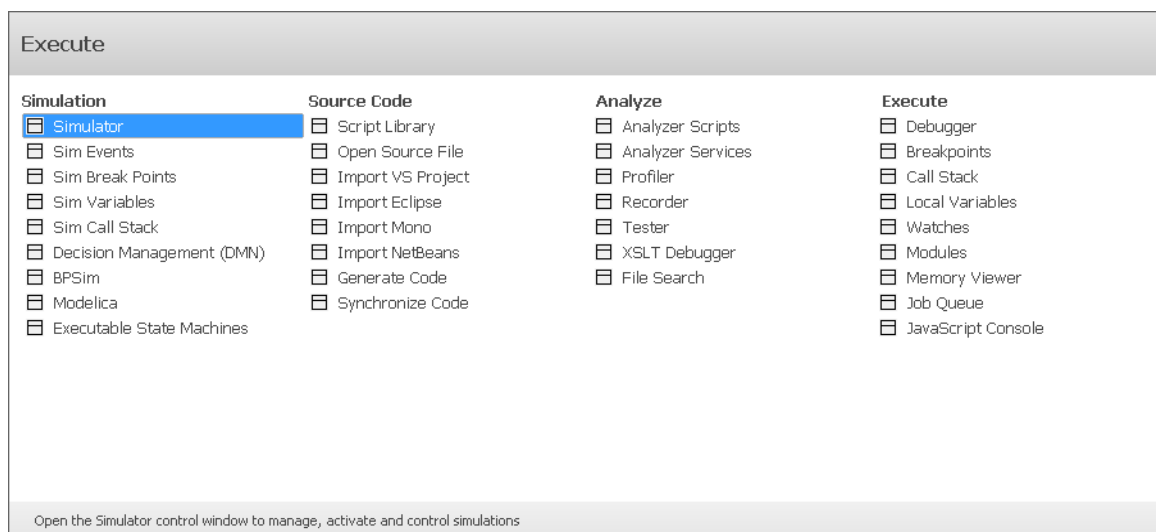 Execute
Simulation
Simulator
Sim Events
Sim Break Points
Sim Variables
Sim Call Stack
Decision Management (DMN)
BPSim
Modelica
Executable State Machines
Source Code
Script Library
Open Source File
Import VS Project
Import Eclipse
Import Mono
Import NetBeans
Generate Code
Synchronize Code
Analyze
Analyzer Scripts
Analyzer Services
Profiler
Recorder
Tester
XSLT Debugger
File Search
Execute
Debugger
Breakpoints
Call Stack
Local Variables
Watches
Modules
Memory Viewer
Job Queue
JavaScript Console
Open the Simulator control window to manage, activate and control simulations